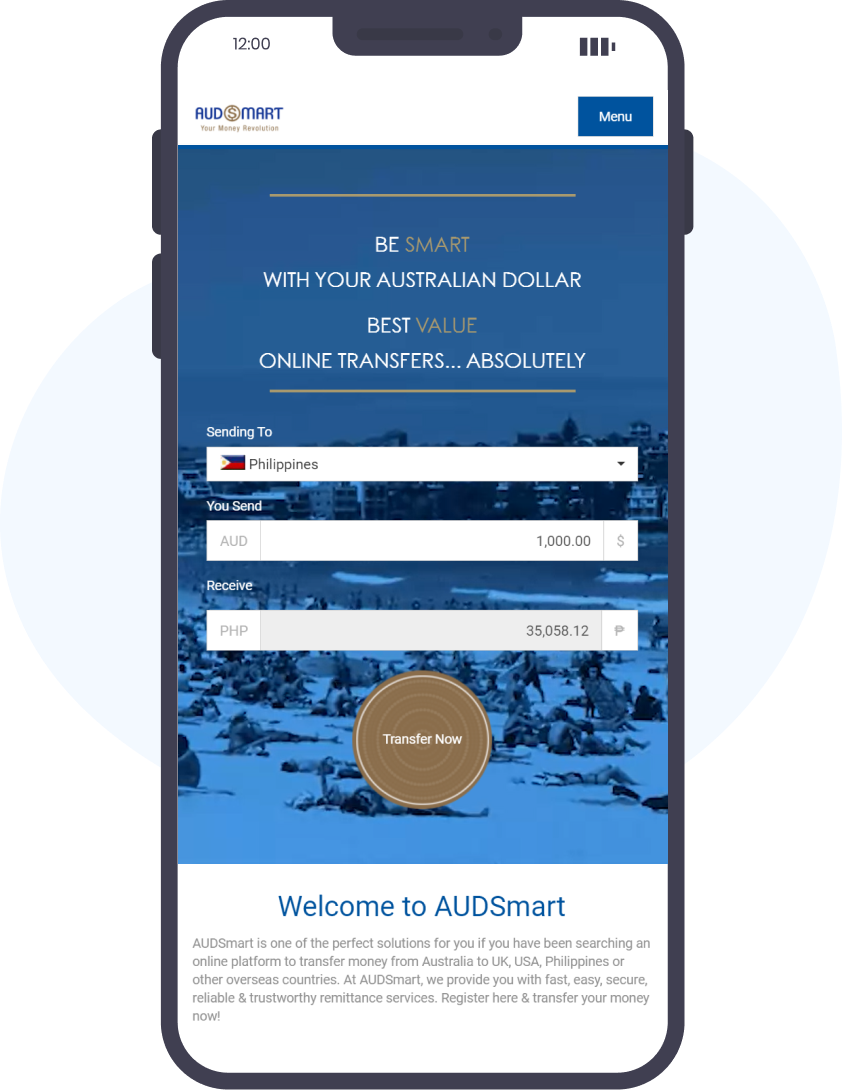 12:00
AUDSMART
Your Money Revolution
Menu
BE SMART
WITH YOUR AUSTRALIAN DOLLAR
BEST VALUE
ONLINE TRANSFERS... ABSOLUTELY
Sending To
Philippines
You Send
AUD 1,000.00 $
Receive
PHP 35,058.12 ₱
Transfer Now
Welcome to AUDSmart
AUDSmart is one of the perfect solutions for you if you have been searching an
online platform to transfer money from Australia to UK, USA, Philippines or
other overseas countries. At AUDSmart, we provide you with fast, easy, secure,
reliable & trustworthy remittance services. Register here & transfer your money
now!